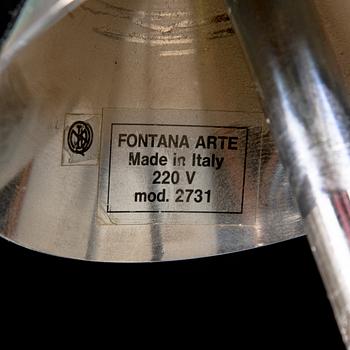 FONTANA ARTE
Made in Italy
220 V
mod. 2731